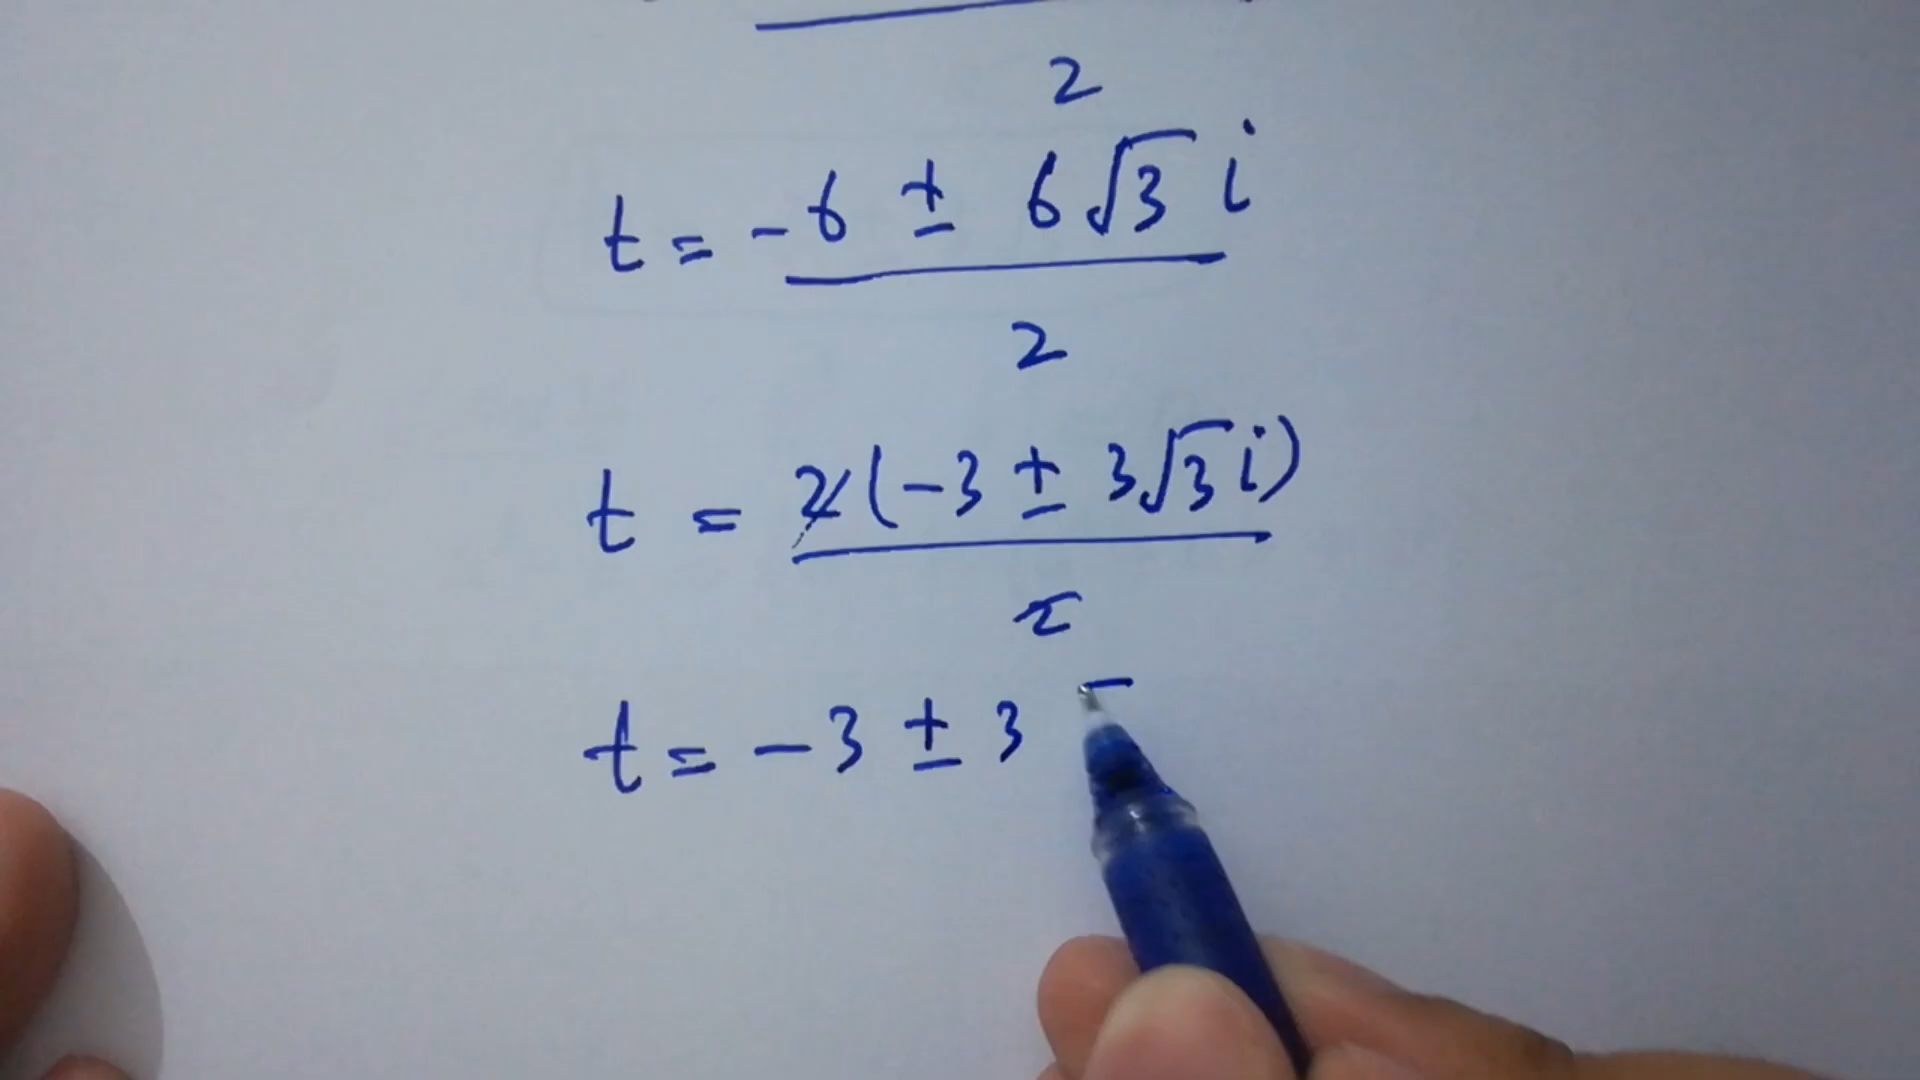 2
t = -6 ± 6√3 i
2
t = 2(-3 ± 3√3 i)
2
t = -3 ± 3